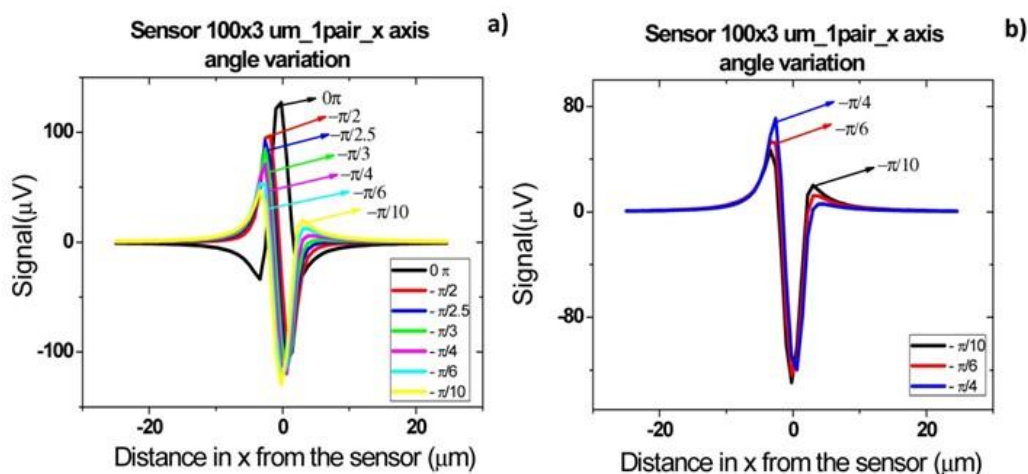 Sensor 100x3 um_1pair_x axis
angle variation
a)
100
0
-100
Signal(μV)
0π
−π/2
−π/2.5
−π/3
−π/4
−π/6
−π/10
0 π
- π/2
- π/2.5
- π/3
- π/4
- π/6
- π/10
-20
0
20
Distance in x from the sensor (μm)
Sensor 100x3 um_1pair_x axis
angle variation
b)
80
0
-80
Signal(μV)
−π/4
−π/6
−π/10
- π/10
- π/6
- π/4
-20
0
20
Distance in x from the sensor (μm)